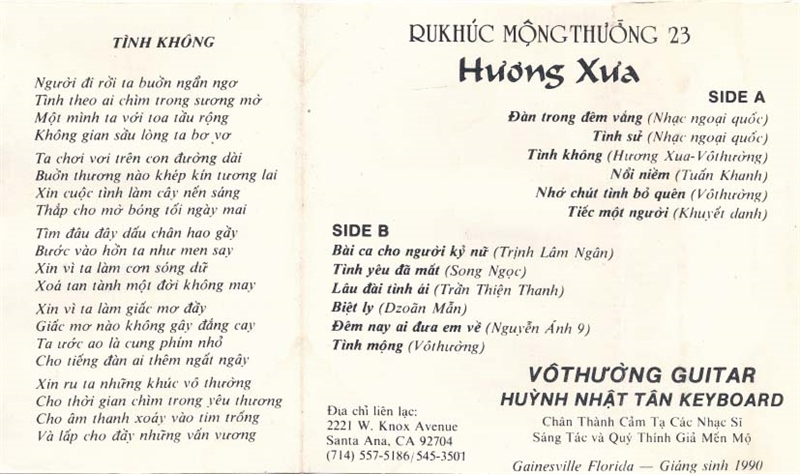 TÌNH KHÔNG
Người đi rồi ta buồn ngẩn ngơ
Tình theo ai chìm trong sương mờ
Một mình ta với toa tầu rộng
Không gian sầu lòng ta bơ vơ
Ta chơi vơi trên con đường dài
Buồn thương nào khép kín tương lai
Xin cuộc tình làm cây nến sáng
Thắp cho mờ bóng tối ngày mai
Tìm đâu đây dấu chân hao gầy
Bước vào hồn ta như men say
Xin vì ta làm cơn sóng dữ
Xoá tan tành một đời không may
Xin vì ta làm giấc mơ đầy
Giấc mơ nào không gây đắng cay
Ta ước ao là cung phím nhỏ
Cho tiếng đàn ai thêm ngất ngây
Xin ru ta những khúc vô thường
Cho thời gian chìm trong yêu thương
Cho âm thanh xoáy vào tim trống
Và lấp cho đầy những vấn vương
RUKHÚC MỘNGTHƯỜNG 23
Hương Xưa
SIDE A
Đàn trong đêm vắng (Nhạc ngoại quốc)
Tình sử (Nhạc ngoại quốc)
Tình không (Hương Xua-Vôthường)
Nỗi niềm (Tuấn Khanh)
Nhớ chút tình bỏ quên (Vôthường)
Tiếc một người (Khuyết danh)
SIDE B
Bài ca cho người kỹ nữ (Trịnh Lâm Ngân)
Tình yêu đã mất (Song Ngọc)
Lâu đài tình ái (Trần Thiện Thanh)
Biệt ly (Dzoãn Mẫn)
Đêm nay ai đưa em về (Nguyễn Ánh 9)
Tình mộng (Vôthường)
VÔTHƯỜNG GUITAR
HUỲNH NHẬT TÂN KEYBOARD
Chân Thành Cảm Tạ Các Nhạc Sĩ
Sáng Tác và Quý Thính Giả Mến Mộ
Địa chỉ liên lạc:
2221 W. Knox Avenue
Santa Ana, CA 92704
(714) 557-5186/545-3501
Gainesville Florida — Giáng sinh 1990